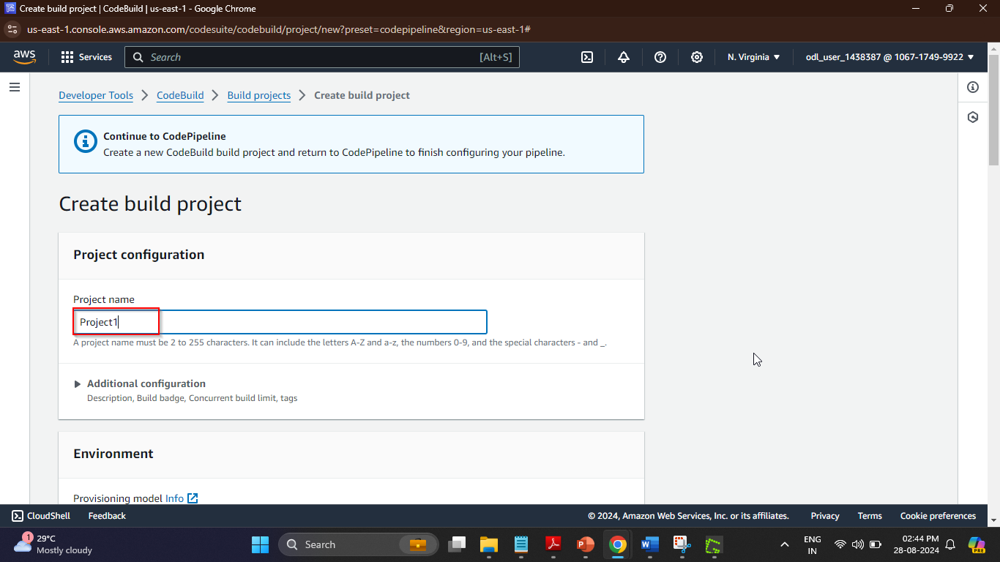 Create build project | CodeBuild | us-east-1 - Google Chrome
us-east-1.console.aws.amazon.com/codesuite/codebuild/project/new?preset=codepipeline&region=us-east-1#
aws Services Search [Alt+S] N. Virginia odl_user_1438387 @ 1067-1749-9922
Developer Tools CodeBuild Build projects Create build project
Continue to CodePipeline
Create a new CodeBuild build project and return to CodePipeline to finish configuring your pipeline.
Create build project
Project configuration
Project name
Project1
A project name must be 2 to 255 characters. It can include the letters A-Z and a-z, the numbers 0-9, and the special characters - and _.
Additional configuration
Description, Build badge, Concurrent build limit, tags
Environment
Provisioning model Info
CloudShell Feedback © 2024, Amazon Web Services, Inc. or its affiliates. Privacy Terms Cookie preferences
1
29°C
Mostly cloudy
Search
ENG
IN
02:44 PM
28-08-2024
PRE